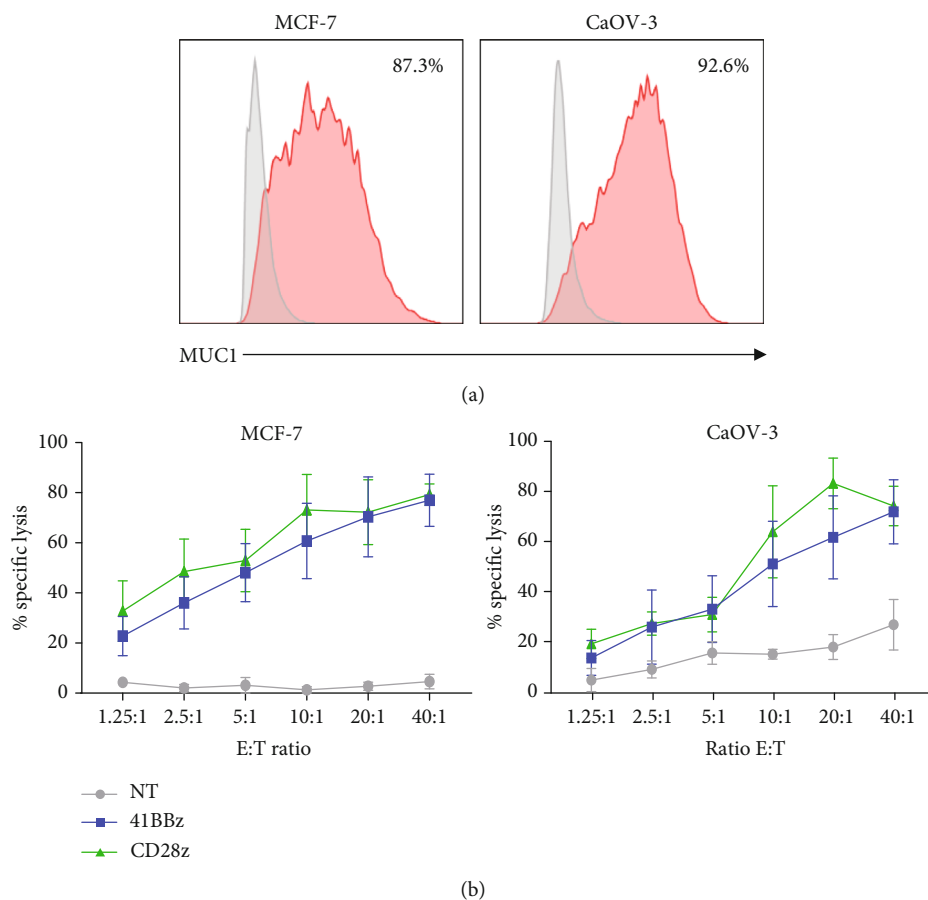 MCF-7
CaOV-3
87.3%
92.6%
MUC1
(a)
MCF-7
% specific lysis
100
80
60
40
20
0
1.25:1 2.5:1 5:1 10:1 20:1 40:1
E:T ratio
CaOV-3
% specific lysis
100
80
60
40
20
0
1.25:1 2.5:1 5:1 10:1 20:1 40:1
Ratio E:T
NT
41BBz
CD28z
(b)